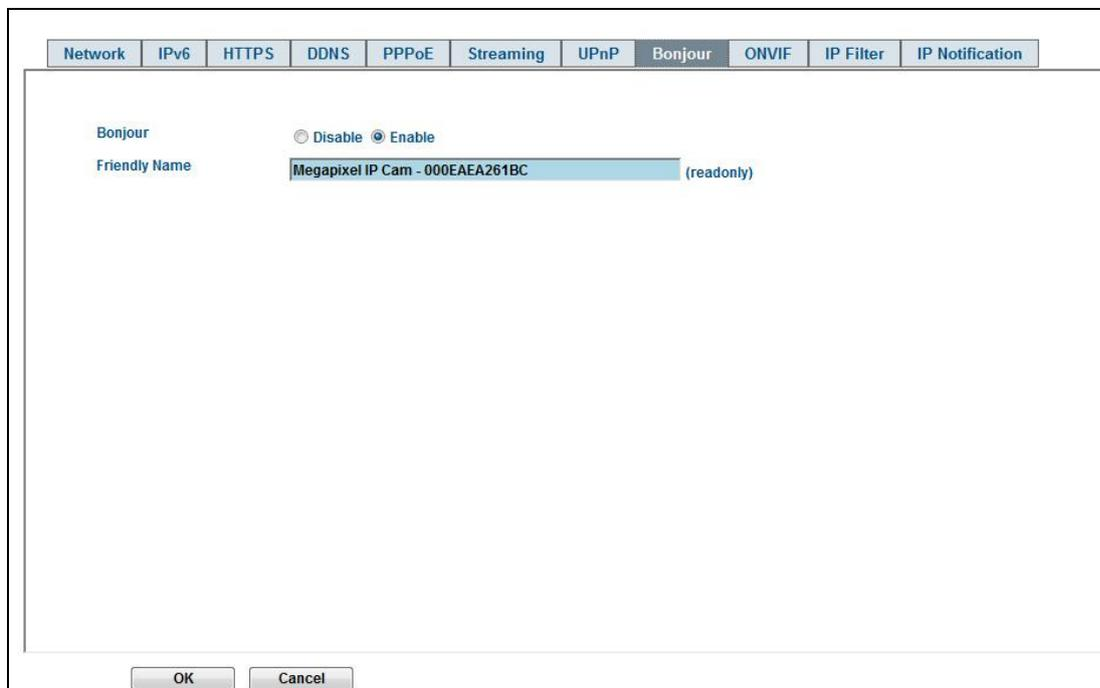 Network IPv6 HTTPS DDNS PPPoE Streaming UPnP Bonjour ONVIF IP Filter IP Notification
Bonjour Disable Enable
Friendly Name Megapixel IP Cam - 000EAEA261BC (readonly)
OK Cancel